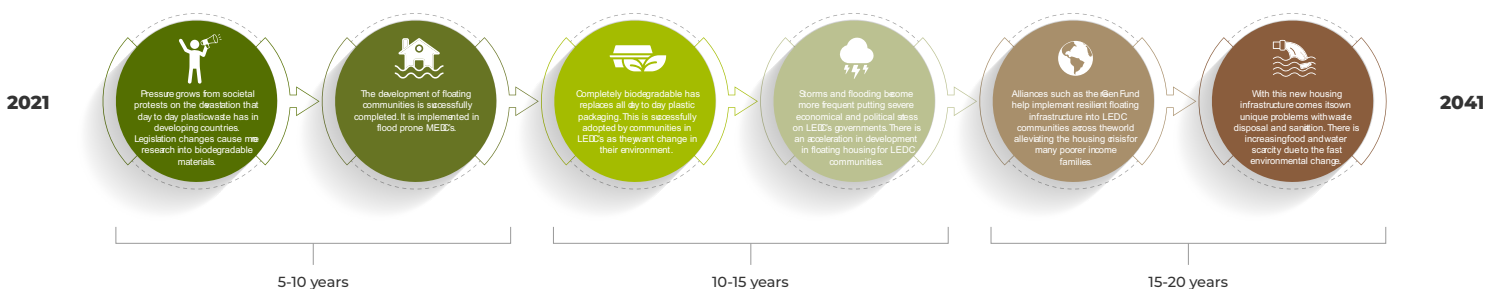 2021
Pressure grows from societal
protests on the devastation that
day to day plastic waste has in
developing countries.
Legislation changes cause more
research into biodegradable
materials.
The development of floating
communities is successfully
completed. It is implemented in
flood prone MEDC's.
Completely biodegradable has
replaces all day to day plastic
packaging. This is successfully
adopted by communities in
LEDC's as they want change in
their environment.
Storms and flooding become
more frequent putting severe
economical and political stress
on LEDC's governments. There is
an acceleration in development
in floating housing for LEDC
communities.
Alliances such as the Green Fund
help implement resilient floating
infrastructure into LEDC
communities across the world
alleviating the housing crisis for
many poorer income
families.
With this new housing
infrastructure comes its own
unique problems with waste
disposal and sanitation. There is
increasing food and water
scarcity due to the fast
environmental change.
2041
5-10 years
10-15 years
15-20 years